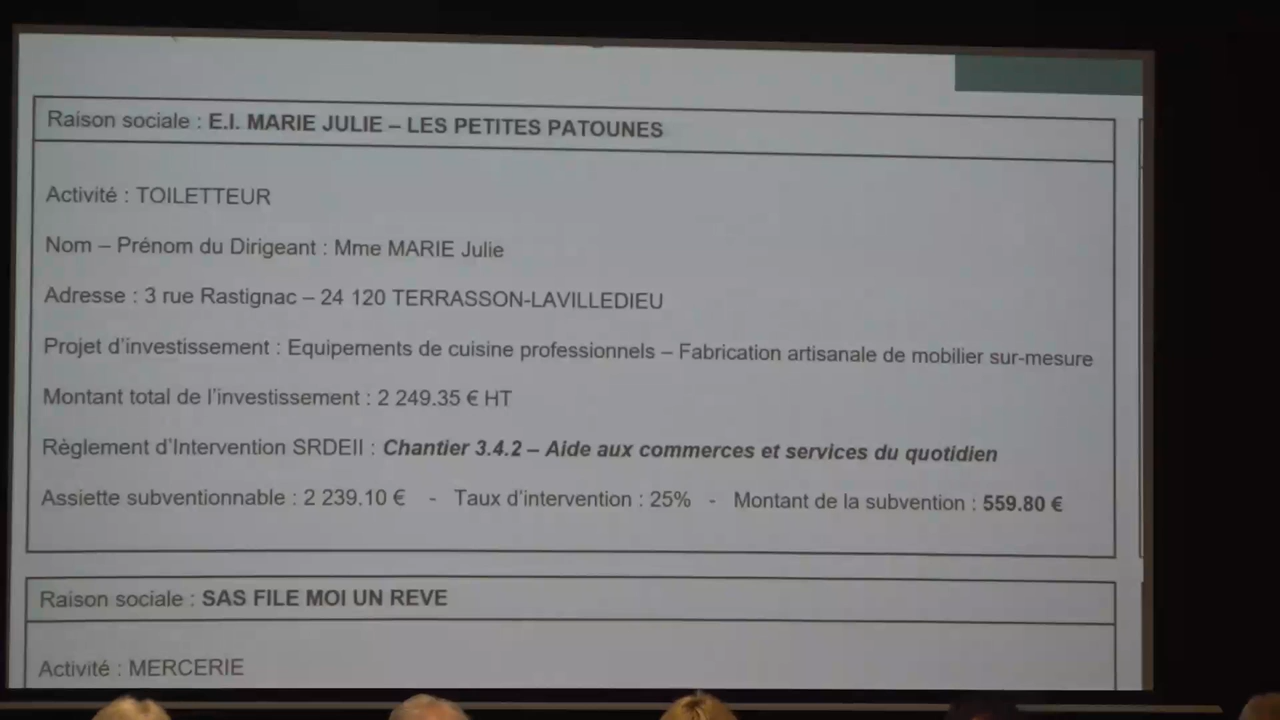 Raison sociale : E.I. MARIE JULIE – LES PETITES PATOUNES
Activité : TOILETTEUR
Nom – Prénom du Dirigeant : Mme MARIE Julie
Adresse : 3 rue Rastignac – 24 120 TERRASSON-LAVILLEDIEU
Projet d'investissement : Equipements de cuisine professionnels – Fabrication artisanale de mobilier sur-mesure
Montant total de l'investissement : 2 249.35 € HT
Règlement d'Intervention SRDEII : Chantier 3.4.2 – Aide aux commerces et services du quotidien
Assiette subventionnable : 2 239.10 € - Taux d'intervention : 25% - Montant de la subvention : 559.80 €
Raison sociale : SAS FILE MOI UN REVE
Activité : MERCERIE